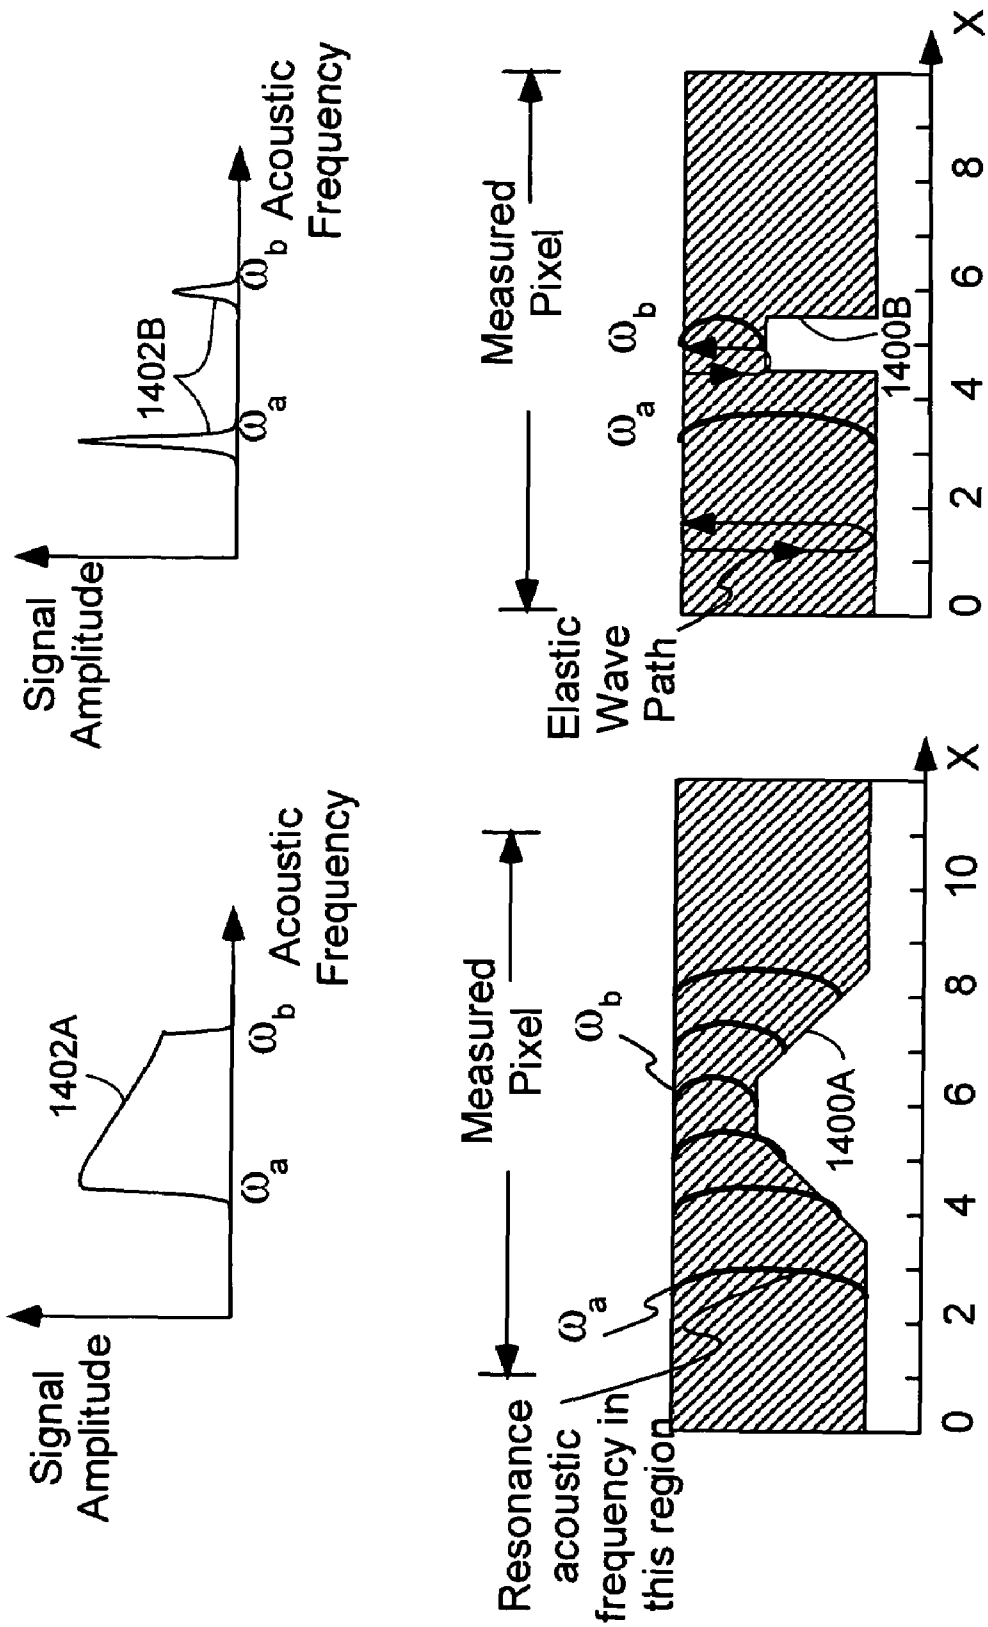 Signal
Amplitude
1402A
ωa
ωb
Acoustic
Frequency
Signal
Amplitude
1402B
ωa
ωb
Acoustic
Frequency
Measured
Pixel
Resonance
acoustic
frequency in
this region
ωa
ωb
1400A
0 2 4 6 8 10 X
Measured
Pixel
Elastic
Wave
Path
ωa
ωb
1400B
0 2 4 6 8 X